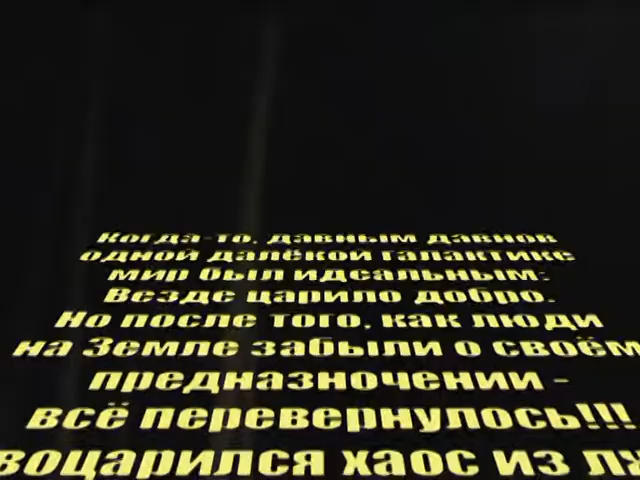 Когда-то, давным давнов
одной далёкой галактике
мир был идеальным:
Везде царило добро.
Но после того, как люди
на Земле забыли о своём
предназночении -
всё перевернулось!!!
воцарился хаос из